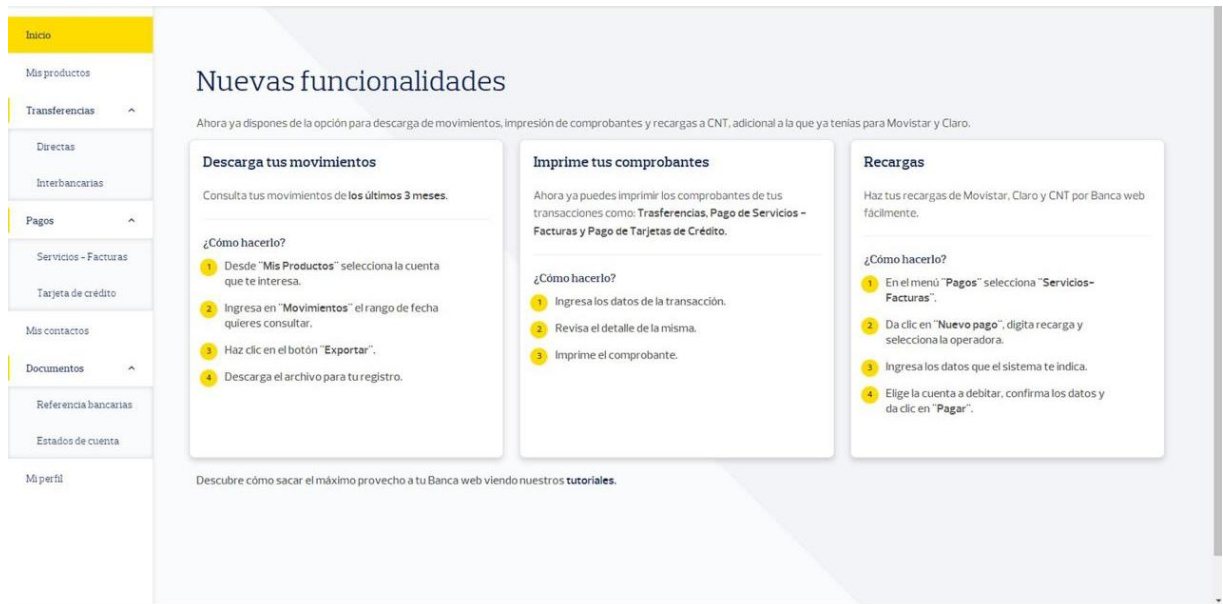 Inicio
Mis productos
Transferencias
Directas
Interbancarias
Pagos
Servicios - Facturas
Tarjeta de crédito
Mis contactos
Documentos
Referencia bancarias
Estados de cuenta
Mi perfil
Nuevas funcionalidades
Ahora ya dispones de la opción para descarga de movimientos, impresión de comprobantes y recargas a CNT, adicional a la que ya tenías para Movistar y Claro.
Descarga tus movimientos
Consulta tus movimientos de los últimos 3 meses.
¿Cómo hacerlo?
1 Desde ¨Mis Productos¨ selecciona la cuenta
que te interesa.
2 Ingresa en ¨Movimientos¨ el rango de fecha
quieres consultar.
3 Haz clic en el botón ¨Exportar¨.
4 Descarga el archivo para tu registro.
Imprime tus comprobantes
Ahora ya puedes imprimir los comprobantes de tus
transacciones como: Trasferencias, Pago de Servicios –
Facturas y Pago de Tarjetas de Crédito.
¿Cómo hacerlo?
1 Ingresa los datos de la transacción.
2 Revisa el detalle de la misma.
3 Imprime el comprobante.
Recargas
Haz tus recargas de Movistar, Claro y CNT por Banca web
fácilmente.
¿Cómo hacerlo?
1 En el menú ¨Pagos¨ selecciona ¨Servicios–
Facturas¨.
2 Da clic en ¨Nuevo pago¨, digita recarga y
selecciona la operadora.
3 Ingresa los datos que el sistema te indica.
4 Elige la cuenta a debitar, confirma los datos y
da clic en ¨Pagar¨.
Descubre cómo sacar el máximo provecho a tu Banca web viendo nuestros tutoriales.